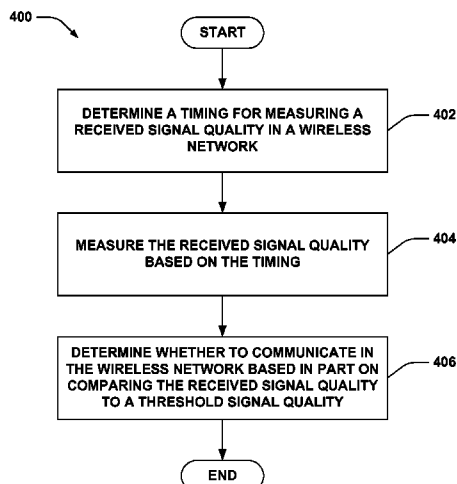 400
START
DETERMINE A TIMING FOR MEASURING A
RECEIVED SIGNAL QUALITY IN A WIRELESS
NETWORK
402
MEASURE THE RECEIVED SIGNAL QUALITY
BASED ON THE TIMING
404
DETERMINE WHETHER TO COMMUNICATE IN
THE WIRELESS NETWORK BASED IN PART ON
COMPARING THE RECEIVED SIGNAL QUALITY
TO A THRESHOLD SIGNAL QUALITY
406
END